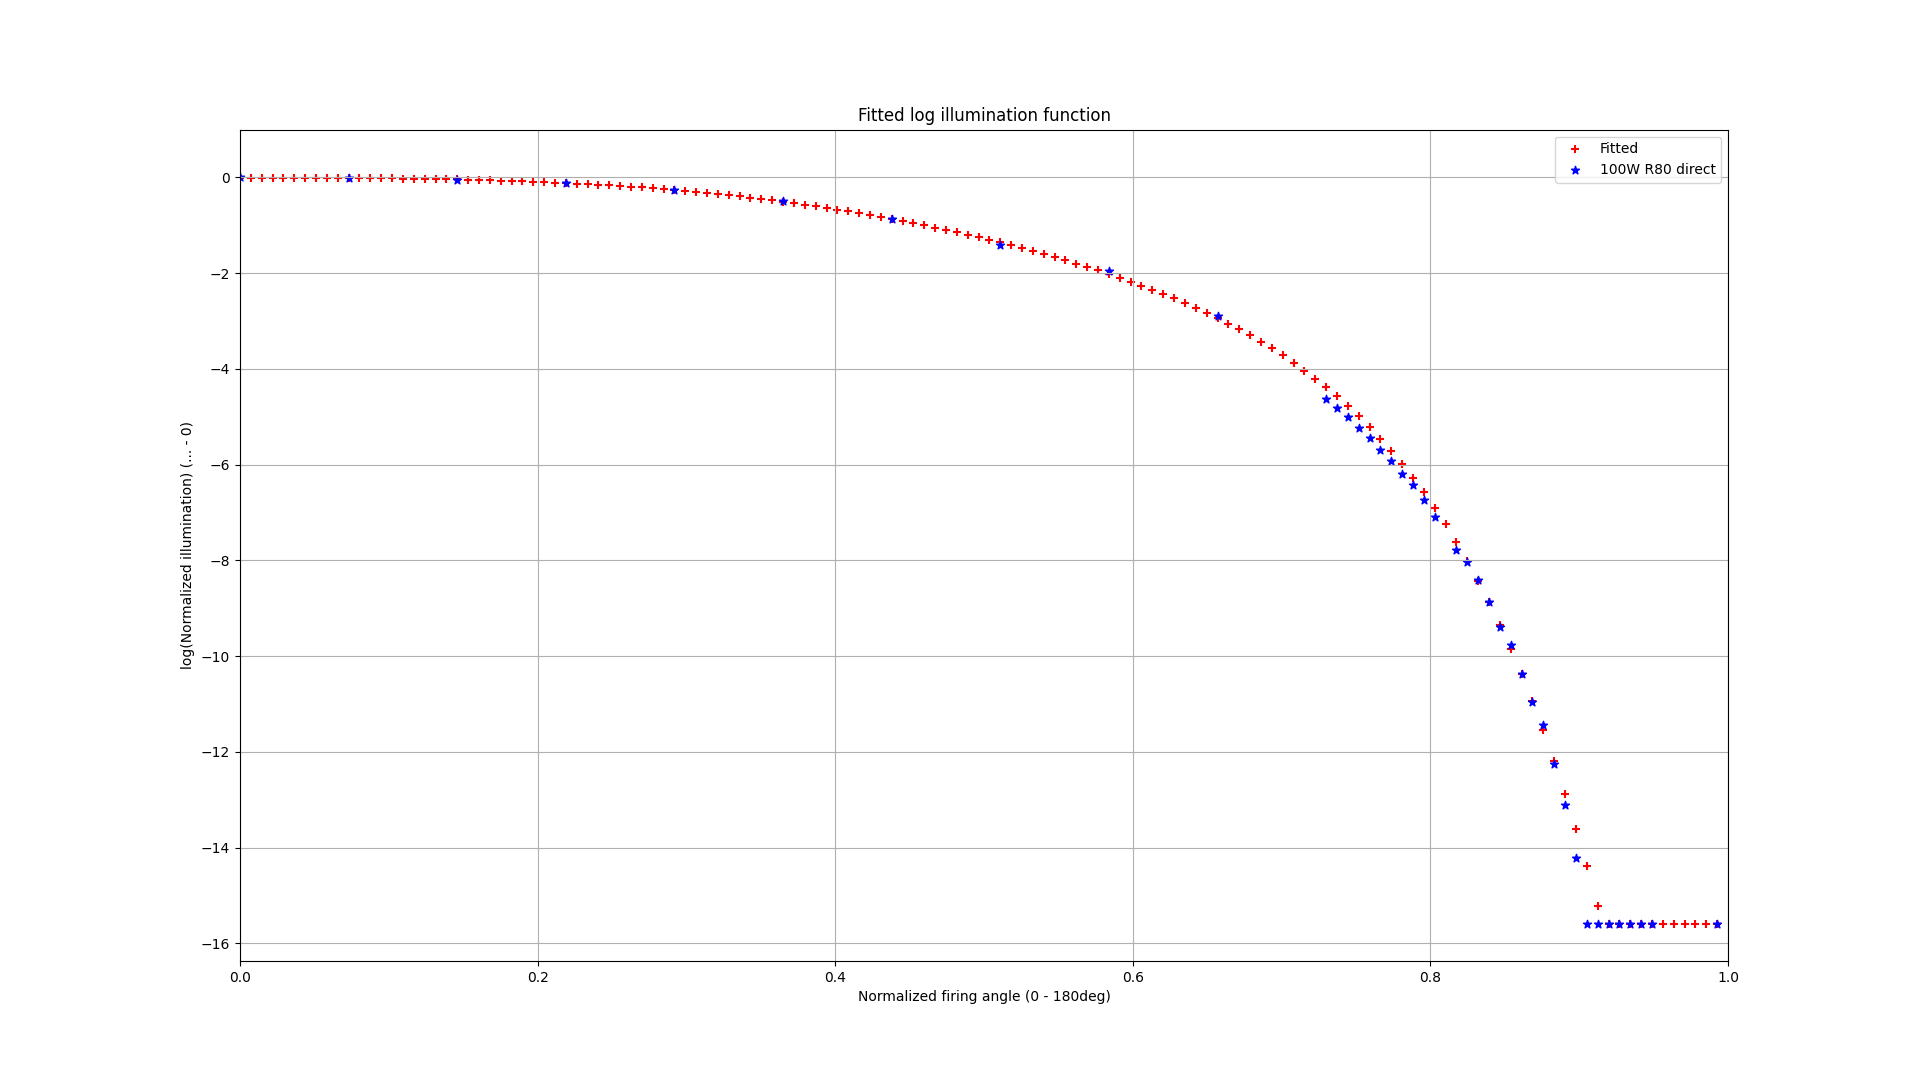 Fitted log illumination function
Fitted
100W R80 direct
0
−2
−4
−6
−8
−10
−12
−14
−16
log(Normalized illumination) (... - 0)
0.0 0.2 0.4 0.6 0.8 1.0
Normalized firing angle (0 - 180deg)